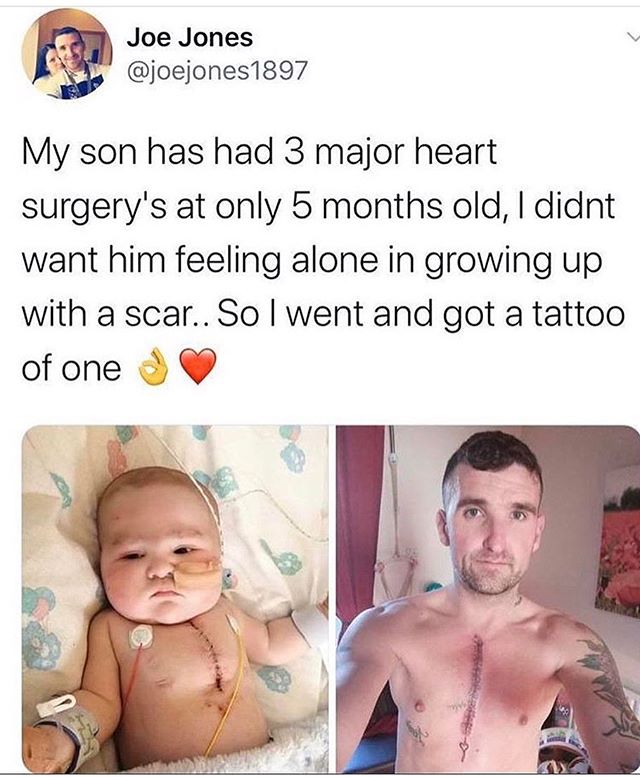 Joe Jones
@joejones1897
My son has had 3 major heart
surgery's at only 5 months old, I didnt
want him feeling alone in growing up
with a scar.. So I went and got a tattoo
of one 👌❤️